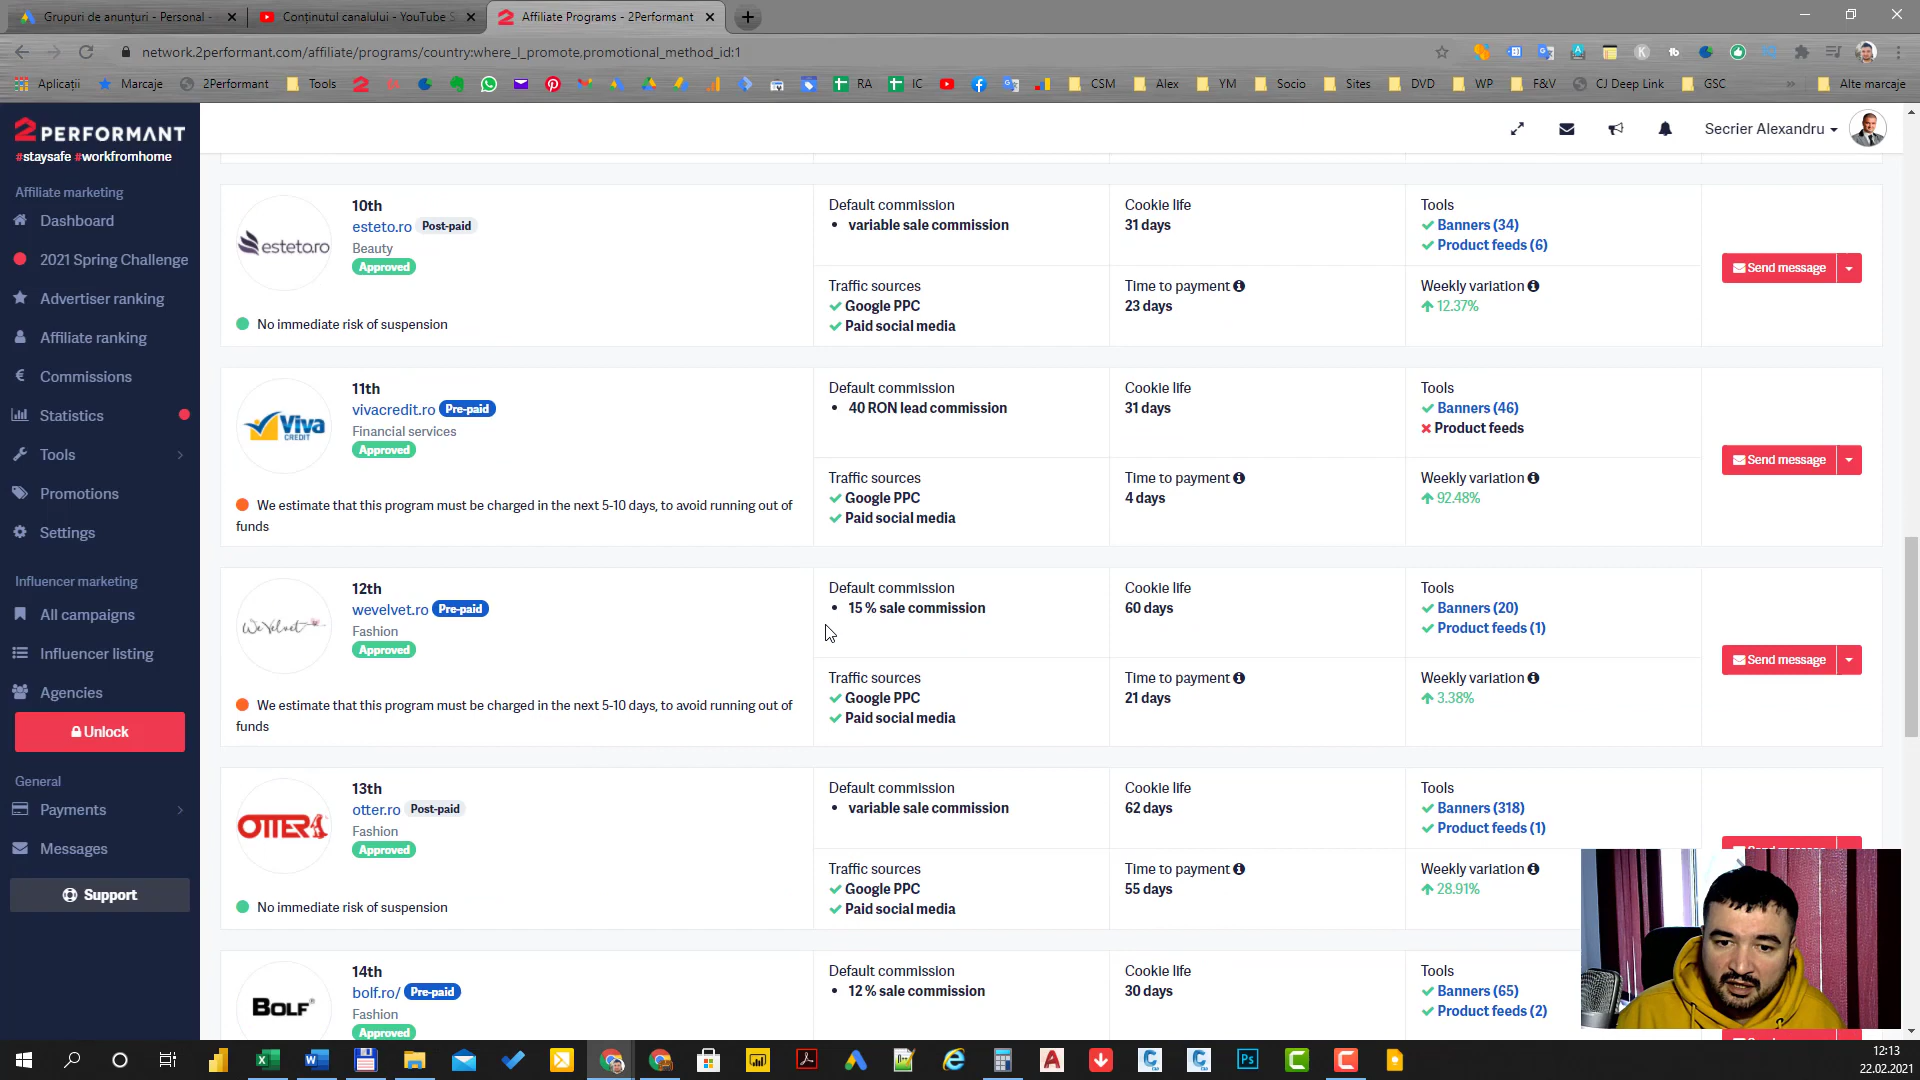 Grupuri de anunțuri - Personal -
Conținutul canalului - YouTube S
Affiliate Programs - 2Performant
network.2performant.com/affiliate/programs/country:where_I_promote,promotional_method_id:1
Aplicații
Marcaje
2Performant
Tools
RA
IC
CSM
Alex
YM
Socio
Sites
DVD
WP
F&V
CJ Deep Link
GSC
»
Alte marcaje
2PERFORMANT
#staysafe #workfromhome
Secrier Alexandru
Affiliate marketing
Dashboard
2021 Spring Challenge
Advertiser ranking
Affiliate ranking
Commissions
Statistics
Tools
Promotions
Settings
Influencer marketing
All campaigns
Influencer listing
Agencies
Unlock
General
Payments
Messages
Support
esteto.ro
10th
esteto.ro Post-paid
Beauty
Approved
No immediate risk of suspension
Default commission
• variable sale commission
Traffic sources
Google PPC
Paid social media
Cookie life
31 days
Time to payment
23 days
Tools
Banners (34)
Product feeds (6)
Weekly variation
12.37%
Send message
Viva
CREDIT
11th
vivacredit.ro Pre-paid
Financial services
Approved
We estimate that this program must be charged in the next 5-10 days, to avoid running out of
funds
Default commission
• 40 RON lead commission
Traffic sources
Google PPC
Paid social media
Cookie life
31 days
Time to payment
4 days
Tools
Banners (46)
Product feeds
Weekly variation
92.48%
Send message
WeVelvet
12th
wevelvet.ro Pre-paid
Fashion
Approved
We estimate that this program must be charged in the next 5-10 days, to avoid running out of
funds
Default commission
• 15 % sale commission
Traffic sources
Google PPC
Paid social media
Cookie life
60 days
Time to payment
21 days
Tools
Banners (20)
Product feeds (1)
Weekly variation
3.38%
Send message
OTTER
13th
otter.ro Post-paid
Fashion
Approved
No immediate risk of suspension
Default commission
• variable sale commission
Traffic sources
Google PPC
Paid social media
Cookie life
62 days
Time to payment
55 days
Tools
Banners (318)
Product feeds (1)
Weekly variation
28.91%
BOLF
14th
bolf.ro/ Pre-paid
Fashion
Approved
Default commission
• 12 % sale commission
Cookie life
30 days
Tools
Banners (65)
Product feeds (2)
12:13
22.02.2021